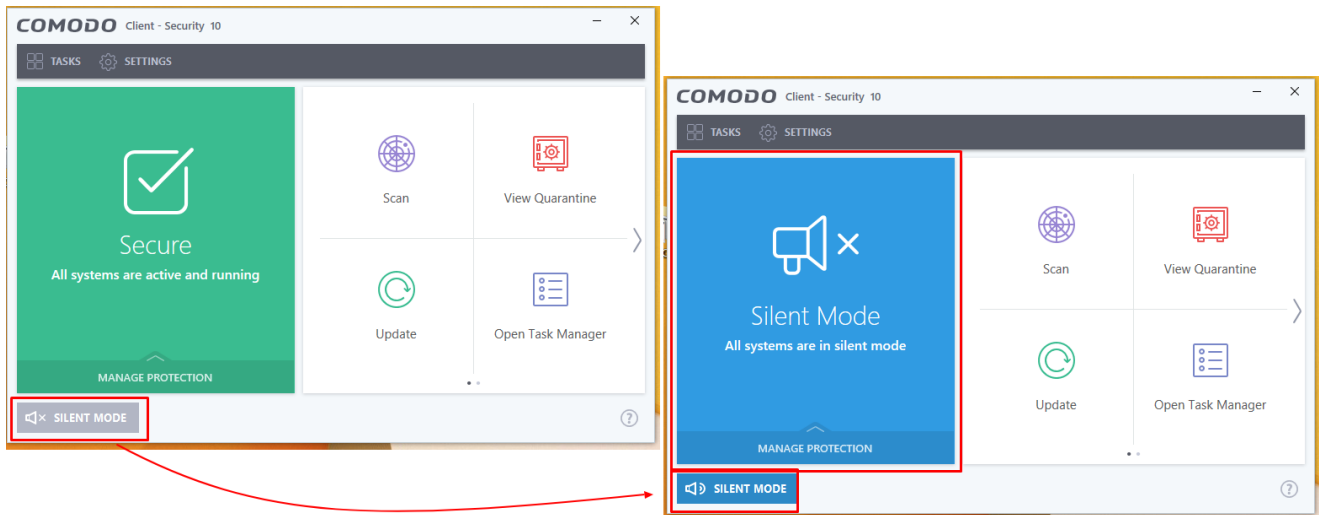 COMODO Client - Security 10
TASKS SETTINGS
Secure
All systems are active and running
MANAGE PROTECTION
Scan
View Quarantine
Update
Open Task Manager
SILENT MODE
?
COMODO Client - Security 10
TASKS SETTINGS
Silent Mode
All systems are in silent mode
MANAGE PROTECTION
Scan
View Quarantine
Update
Open Task Manager
SILENT MODE
?